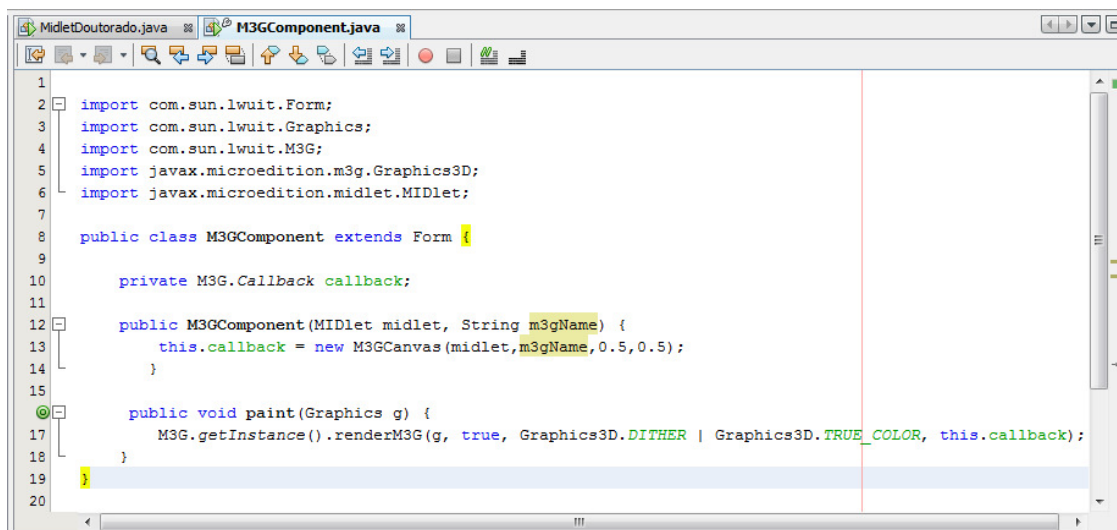 MidletDoutorado.java M3GComponent.java
1
2 import com.sun.lwuit.Form;
3 import com.sun.lwuit.Graphics;
4 import com.sun.lwuit.M3G;
5 import javax.microedition.m3g.Graphics3D;
6 import javax.microedition.midlet.MIDlet;
7
8 public class M3GComponent extends Form {
9
10 private M3G.Callback callback;
11
12 public M3GComponent(MIDlet midlet, String m3gName) {
13 this.callback = new M3GCanvas(midlet,m3gName,0.5,0.5);
14 }
15
public void paint(Graphics g) {
17 M3G.getInstance().renderM3G(g, true, Graphics3D.DITHER | Graphics3D.TRUE_COLOR, this.callback);
18 }
19 }
20